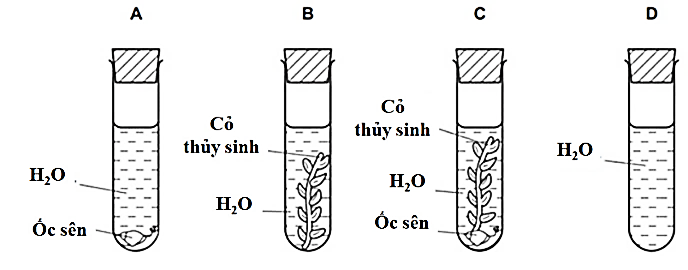 A
B
C
D
Cỏ
thủy sinh
H₂O
Ốc sên
Cỏ
thủy sinh
H₂O
H₂O
Ốc sên
H₂O